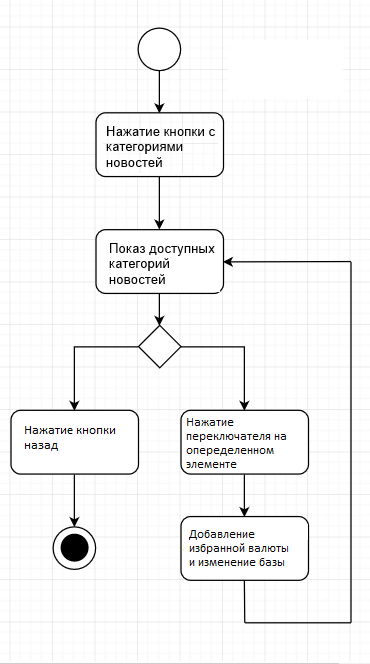 Нажатие кнопки с
категориями
новостей
Показ доступных
категорий
новостей
Нажатие кнопки
назад
Нажатие
переключателя на
опеределенном
элементе
Добавление
избранной валюты
и изменение базы